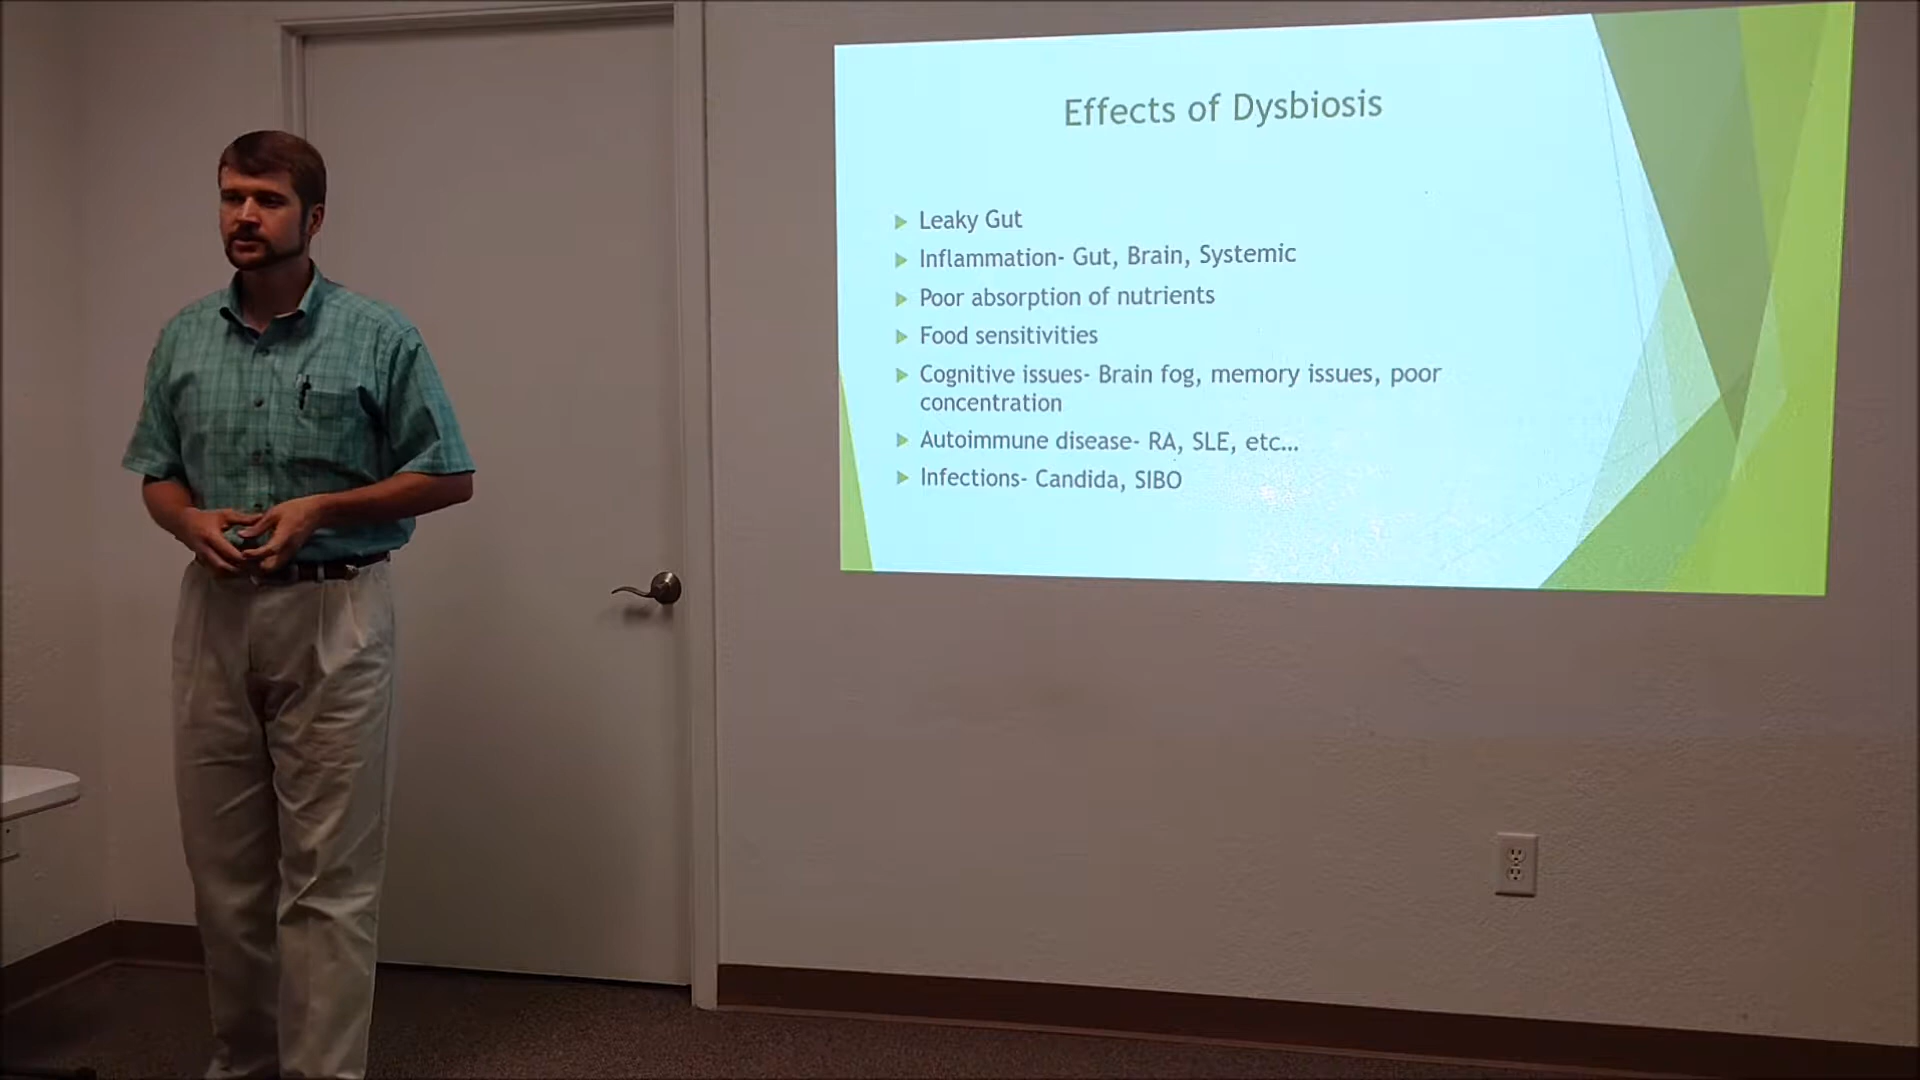 Effects of Dysbiosis
Leaky Gut
Inflammation- Gut, Brain, Systemic
Poor absorption of nutrients
Food sensitivities
Cognitive issues- Brain fog, memory issues, poor
concentration
Autoimmune disease- RA, SLE, etc...
Infections- Candida, SIBO